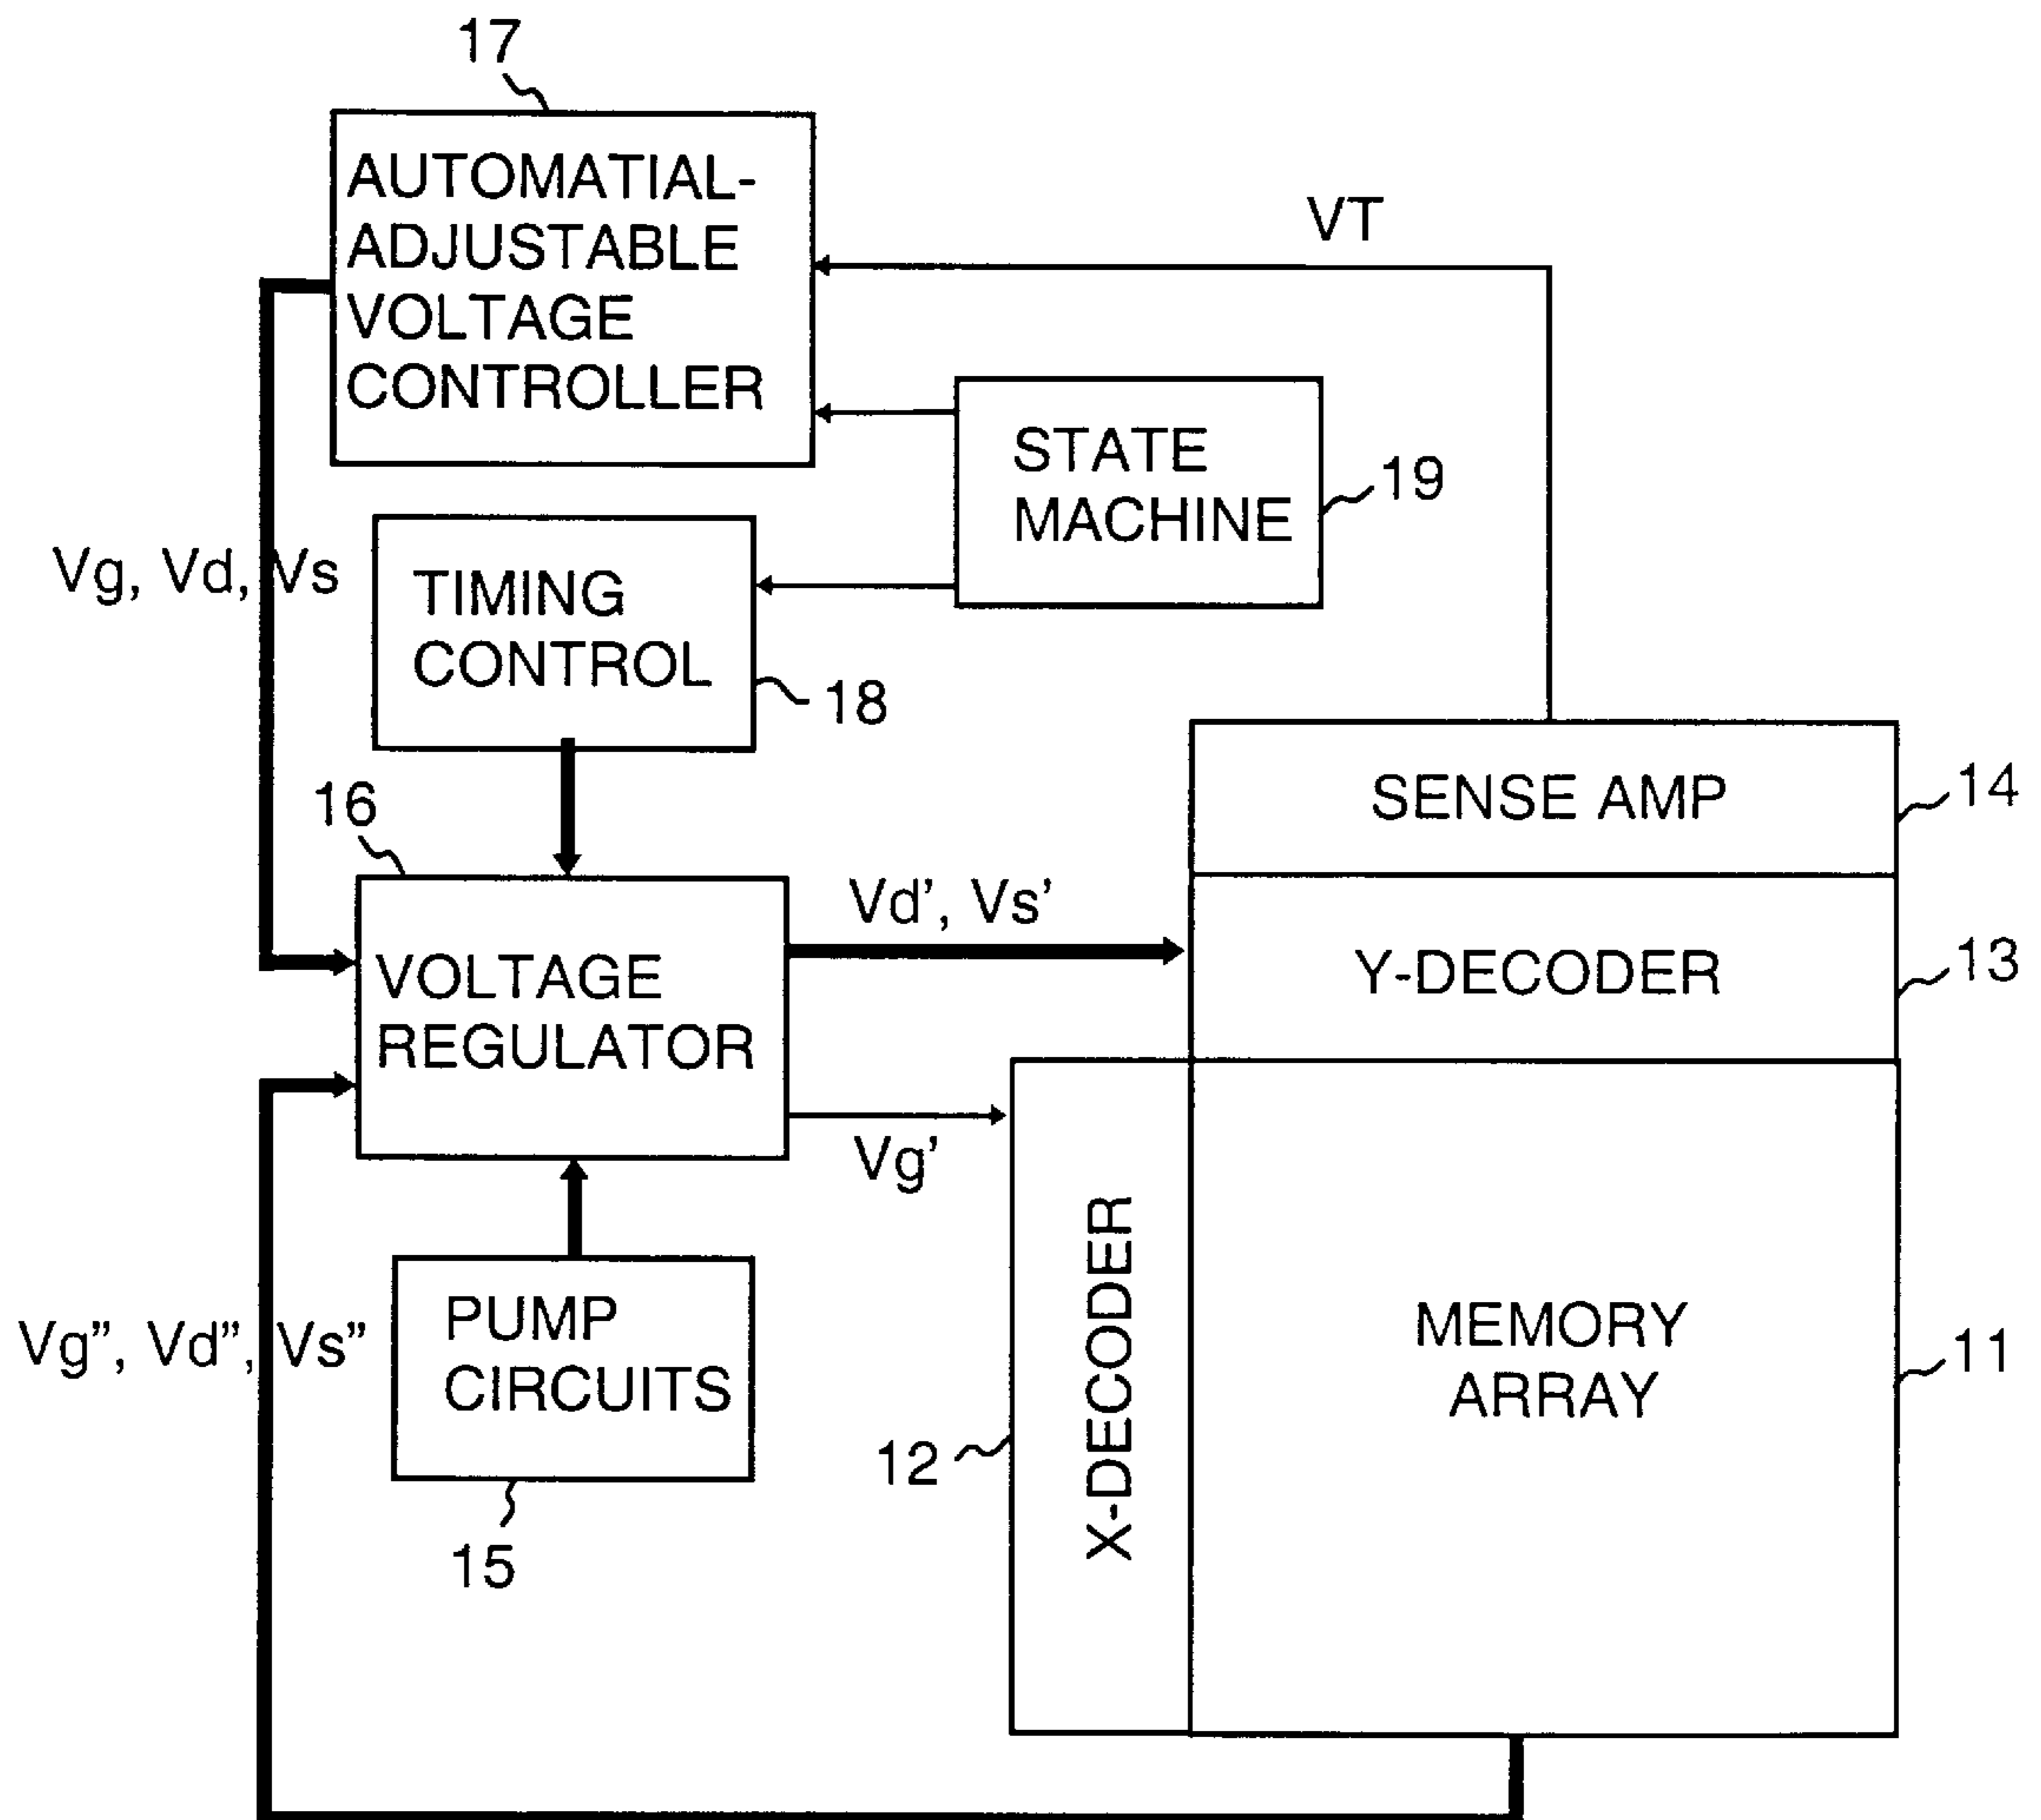 17
AUTOMATIAL-
ADJUSTABLE
VOLTAGE
CONTROLLER
VT
STATE
MACHINE
19
Vg, Vd, Vs
TIMING
CONTROL
18
SENSE AMP
14
16
VOLTAGE
REGULATOR
Vd’, Vs’
Y-DECODER
13
Vg’
X-DECODER
12
MEMORY
ARRAY
11
PUMP
CIRCUITS
15
Vg”, Vd”, Vs”